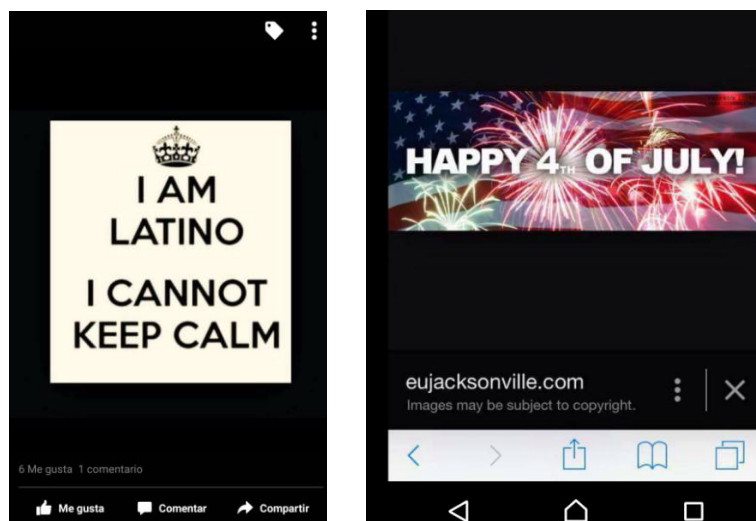 I AM
LATINO
I CANNOT
KEEP CALM
6 Me gusta 1 comentario
Me gusta Comentar Compartir
HAPPY 4TH OF JULY!
eujacksonville.com
Images may be subject to copyright.